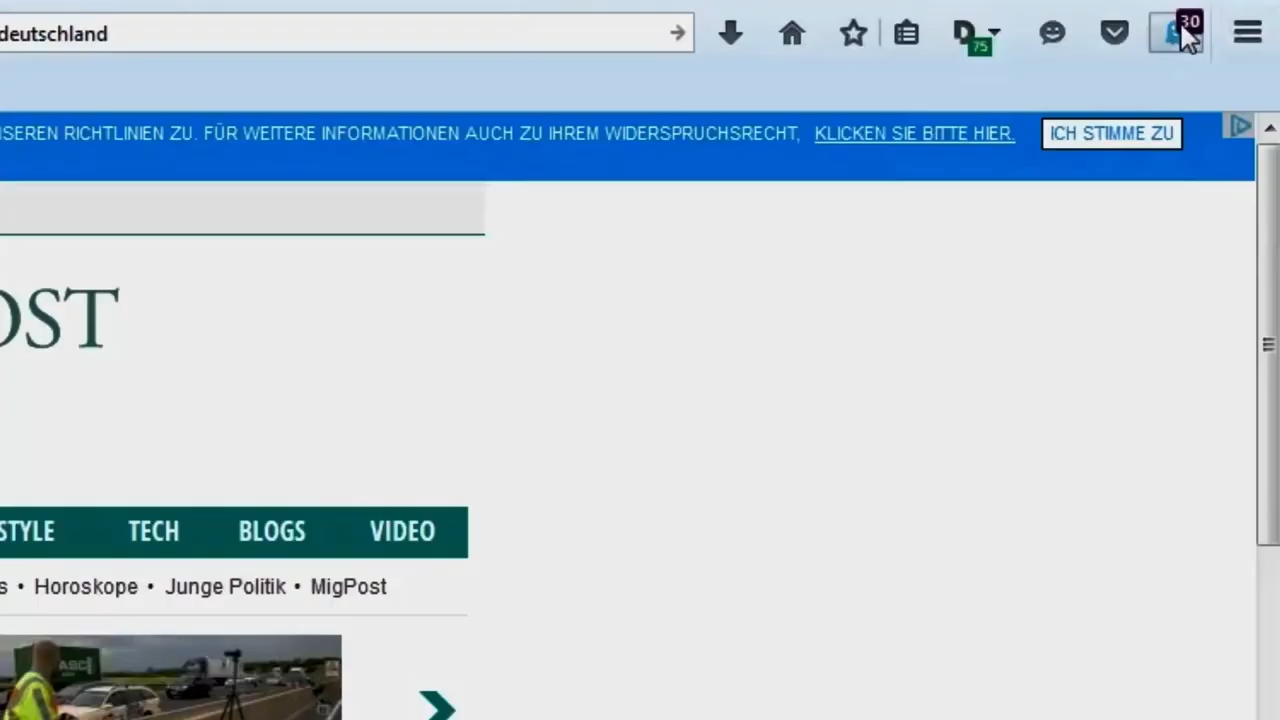 deutschland
75
30
SEREN RICHTLINIEN ZU. FÜR WEITERE INFORMATIONEN AUCH ZU IHREM WIDERSPRUCHSRECHT, KLICKEN SIE BITTE HIER. ICH STIMME ZU
OST
STYLE TECH BLOGS VIDEO
s • Horoskope • Junge Politik • MigPost
ASC